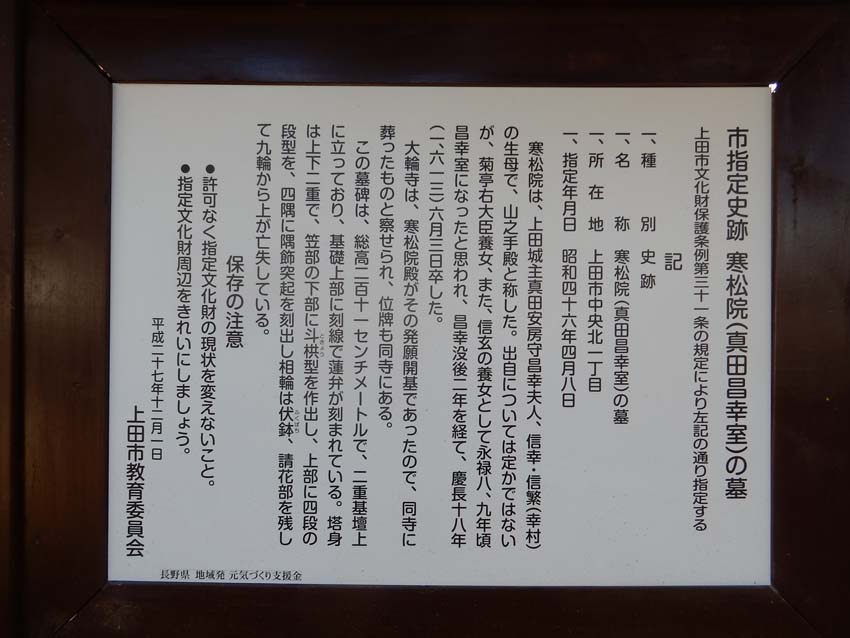 市指定史跡 寒松院(真田昌幸室)の墓
上田市文化財保護条例第三十一条の規定により左記の通り指定する
記
一、種別 史跡
一、名称 寒松院(真田昌幸室)の墓
一、所在地 上田市中央北一丁目
一、指定年月日 昭和四十六年四月八日
寒松院は、上田城主真田安房守昌幸夫人、信幸・信繁(幸村)
の生母で、山之手殿と称した。出自については定かではない
が、菊亭右大臣養女、また、信玄の養女として永禄八、九年頃
昌幸室になったと思われ、昌幸没後二年を経て、慶長十八年
(一、六一三)六月三日卒した。
大輪寺は、寒松院殿がその発願開基であったので、同寺に
葬ったものと察せられ、位牌も同寺にある。
この墓碑は、総高二百十一センチメートルで、二重基壇上
に立っており、基礎上部に刻線で蓮弁が刻まれている。塔身
は上下二重で、笠部の下部に斗栱型を作出し、上部に四段の
段型を、四隅に隅飾突起を刻出し相輪は伏鉢、請花部を残し
て九輪から上が亡失している。
保存の注意
●許可なく指定文化財の現状を変えないこと。
●指定文化財周辺をきれいにしましょう。
平成二十七年十二月一日
上田市教育委員会
長野県 地域発 元気づくり支援金